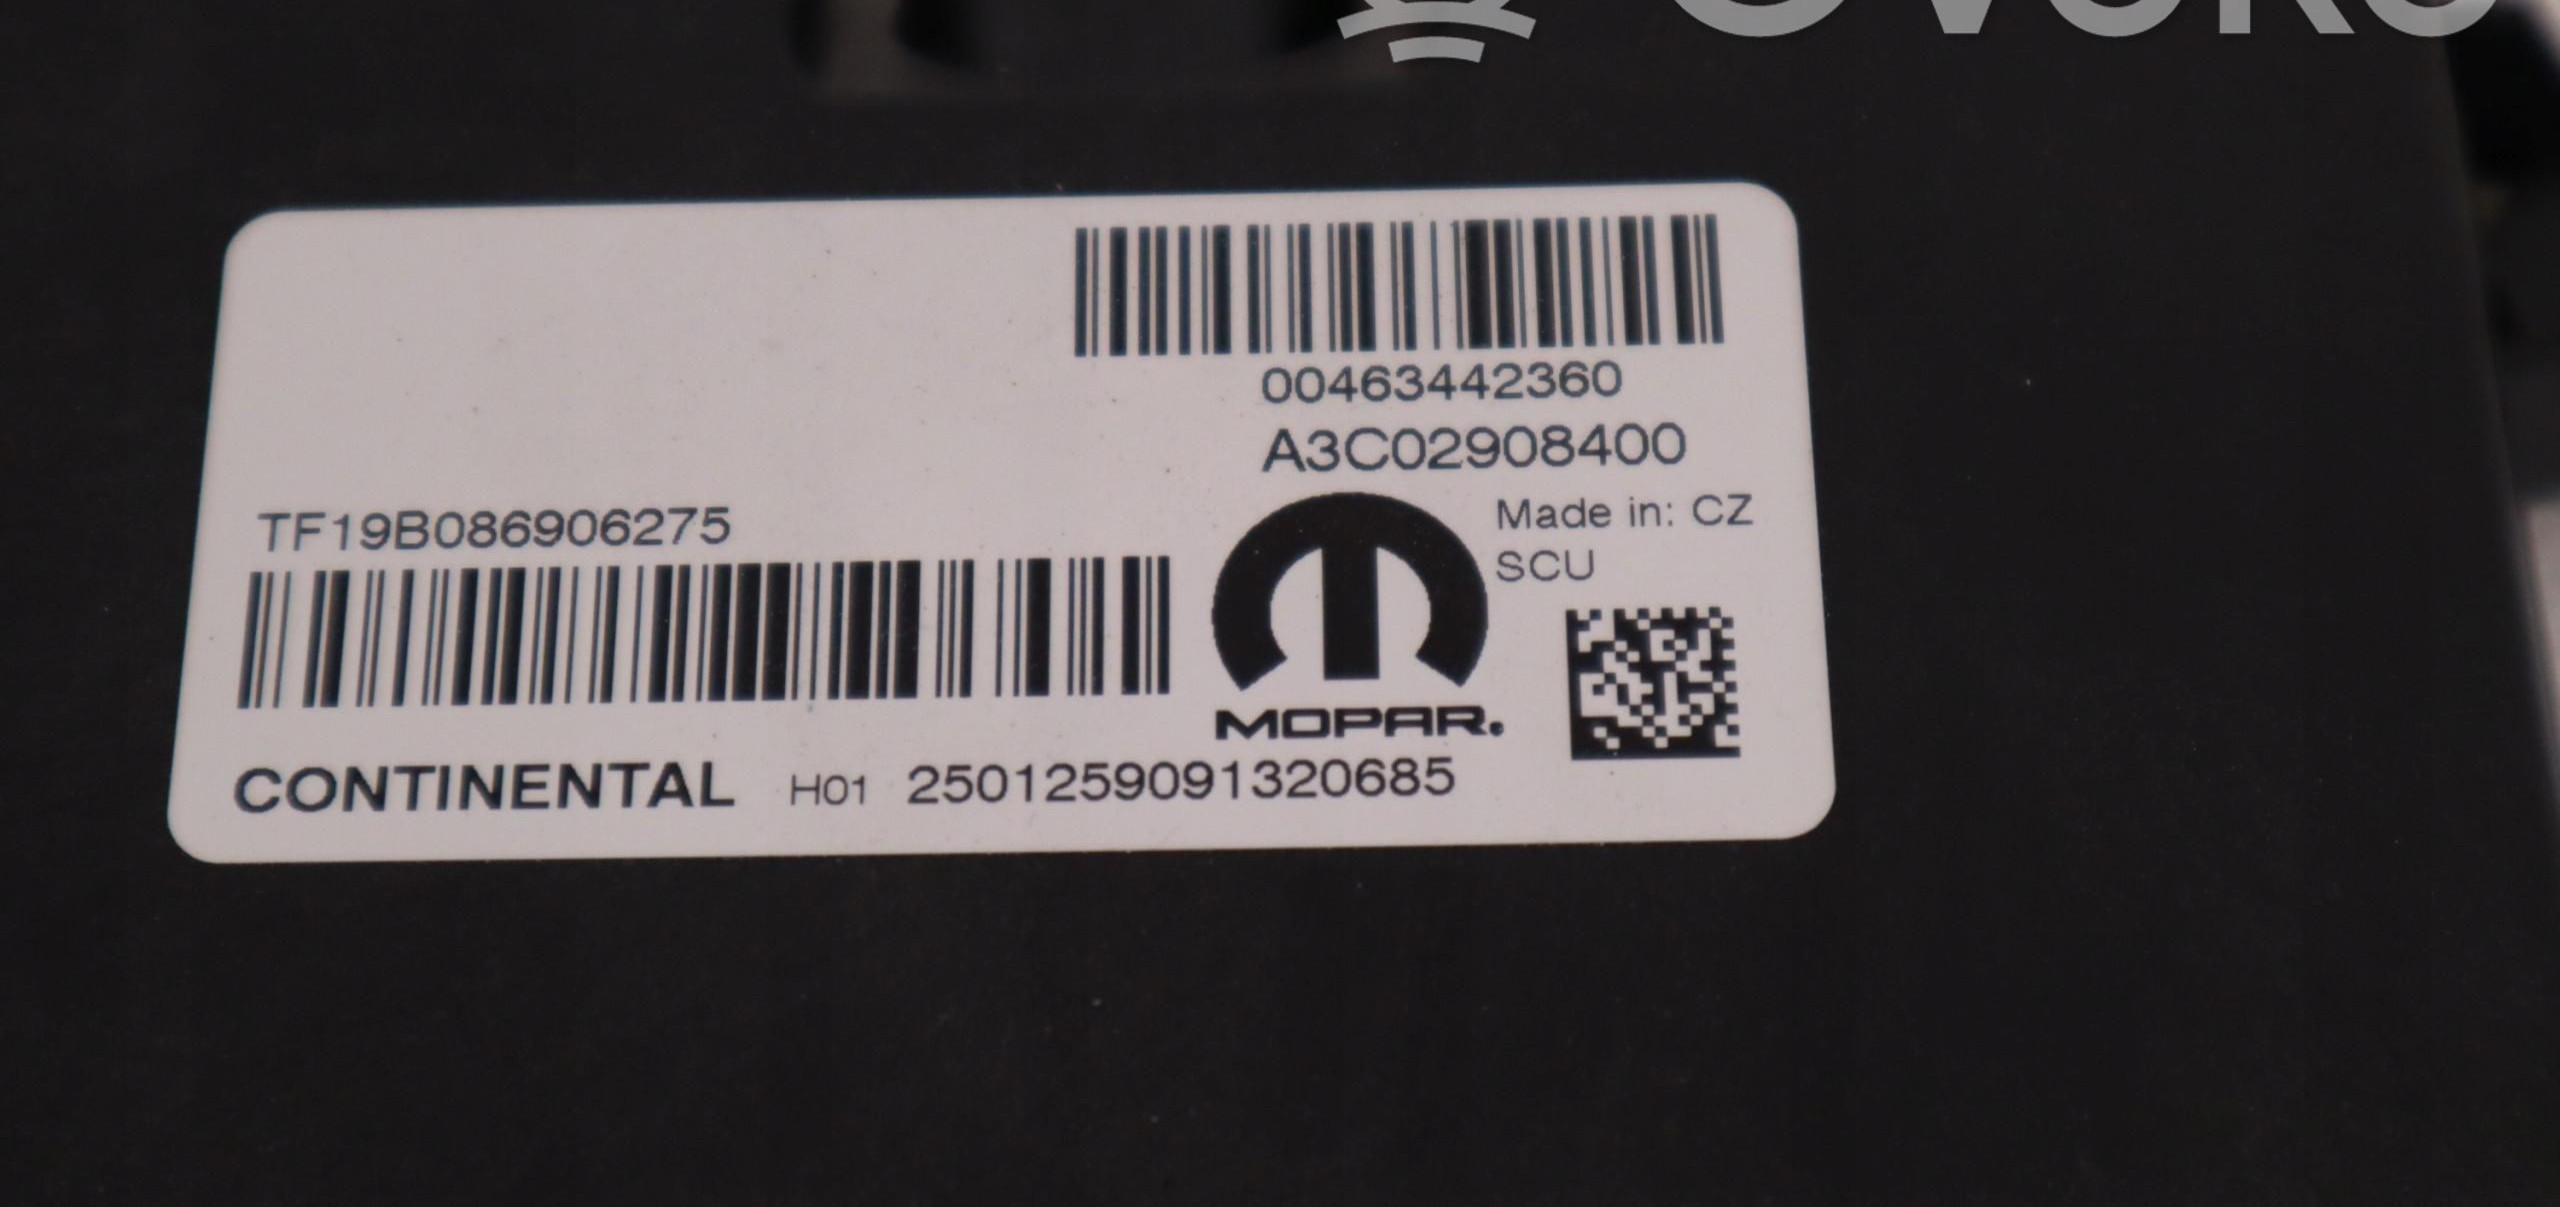 00463442360
A3C02908400
Made in: CZ
SCU
TF19B086906275
MOPAR.
CONTINENTAL H01 2501259091320685